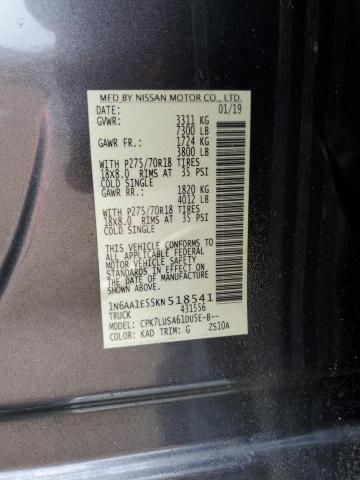 MFD BY NISSAN MOTOR CO., LTD.
DATE: 01/19
GVWR: 3311 KG
7300 LB
GAWR FR.: 1724 KG
3800 LB
WITH P275/70R18 TIRES
18X8.0 RIMS AT 35 PSI
COLD SINGLE
GAWR RR.: 1820 KG
4012 LB
WITH P275/70R18 TIRES
18X8.0 RIMS AT 35 PSI
COLD SINGLE
THIS VEHICLE CONFORMS TO
ALL APPLICABLE FEDERAL
MOTOR VEHICLE SAFETY
STANDARDS IN EFFECT ON
THE DATE OF MANUFACTURE
SHOWN ABOVE.
1N6AA1E55KN518541
TRUCK 431556
MODEL: CPK7LUSA61DU5E-B--
COLOR: KAD TRIM: G ZS10A